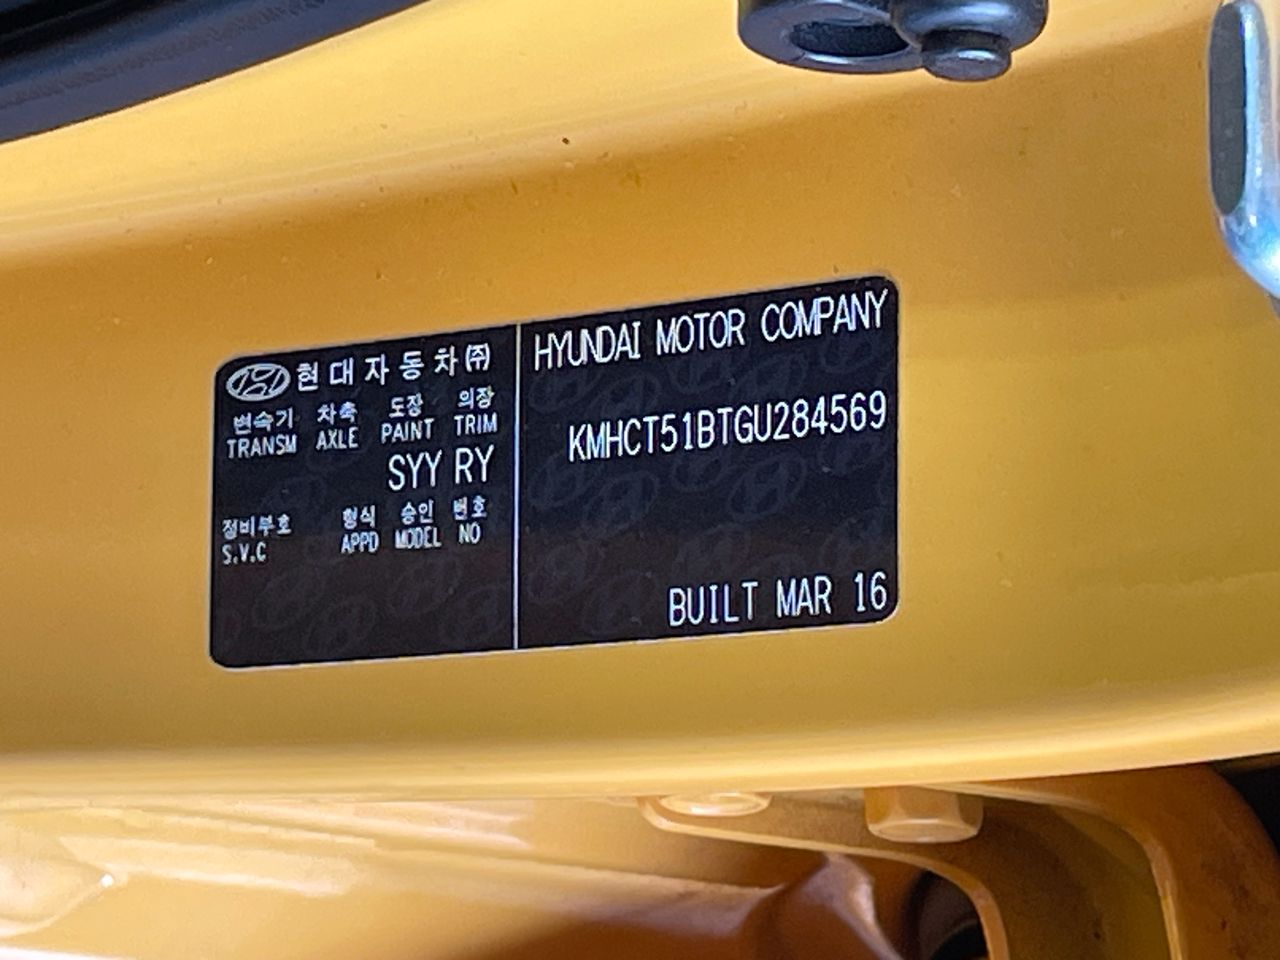 현대자동차㈜
변속기 차축 도장 의장
TRANSM AXLE PAINT TRIM
SYY RY
정비부호 형식 승인 번호
S.V.C APPD MODEL NO
HYUNDAI MOTOR COMPANY
KMHCT51BTGU284569
BUILT MAR 16